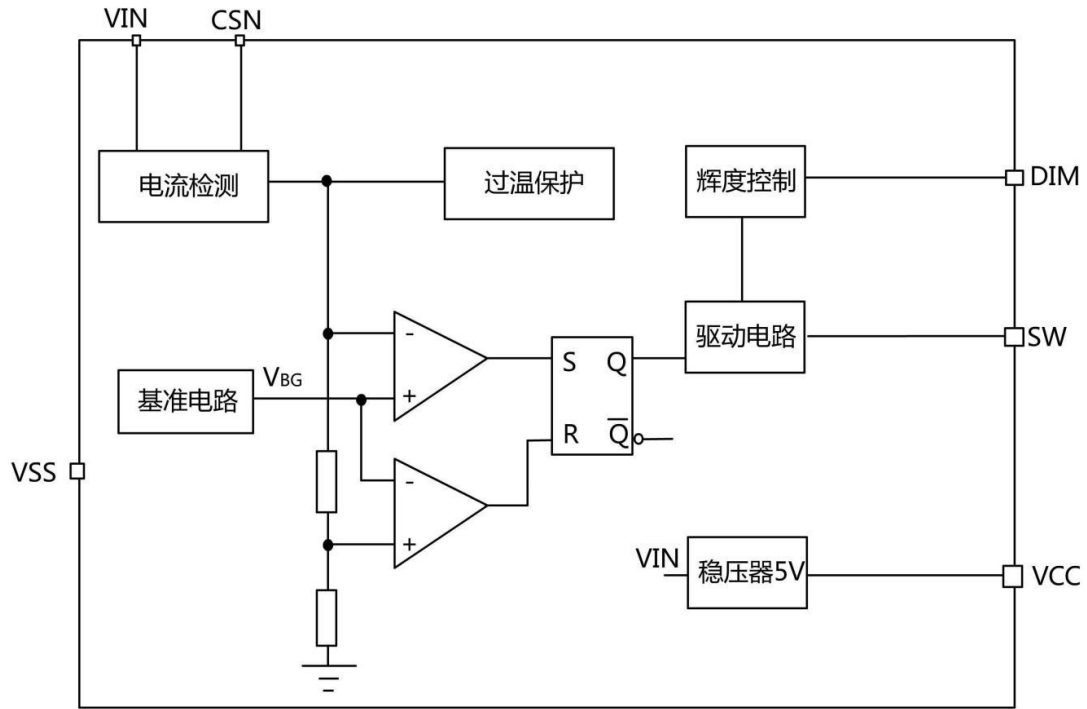 VIN
CSN
电流检测
过温保护
辉度控制
DIM
-
驱动电路
SW
S
Q
基准电路
VBG
+
R
Q̅
VSS
-
+
VIN
稳压器5V
VCC